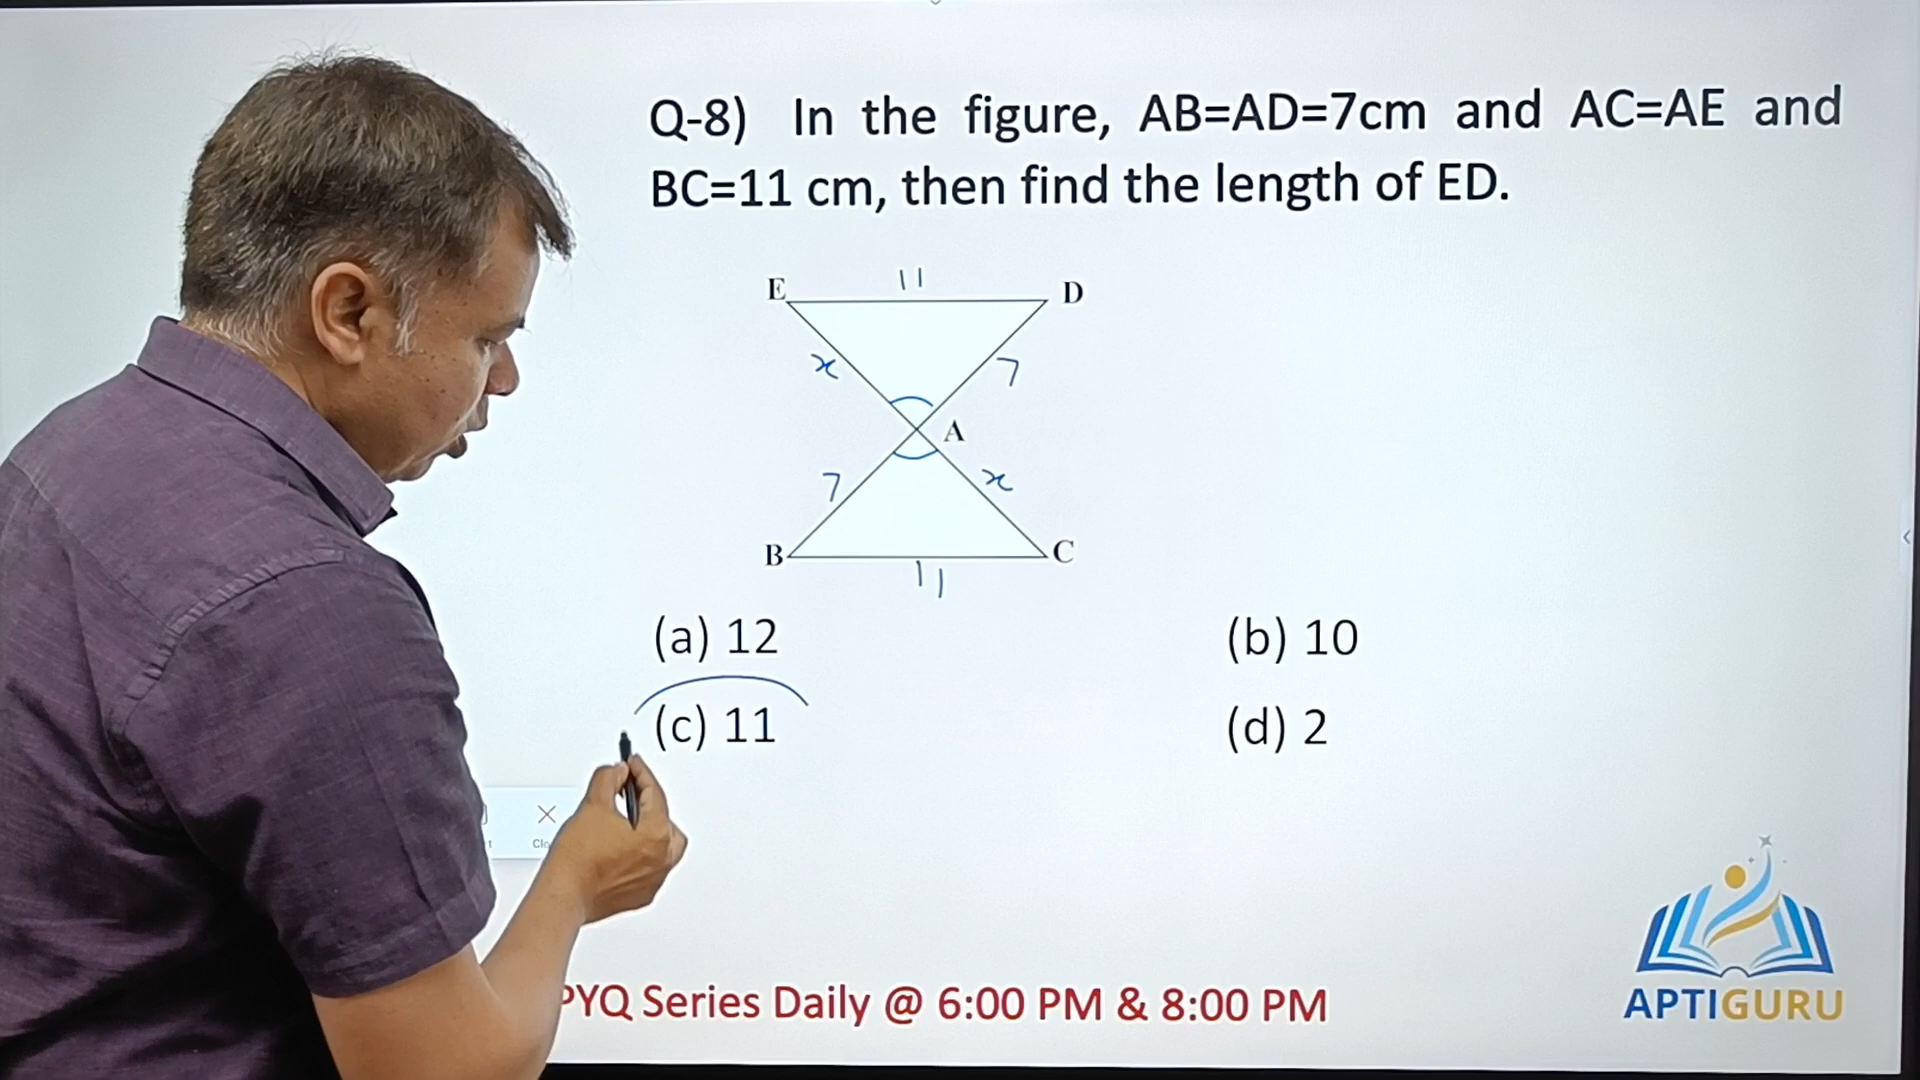 Q-8) In the figure, AB=AD=7cm and AC=AE and
BC=11 cm, then find the length of ED.
11
E
D
x
7
A
7
x
B
C
11
(a) 12
(b) 10
(c) 11
(d) 2
PYQ Series Daily @ 6:00 PM & 8:00 PM
APTIGURU